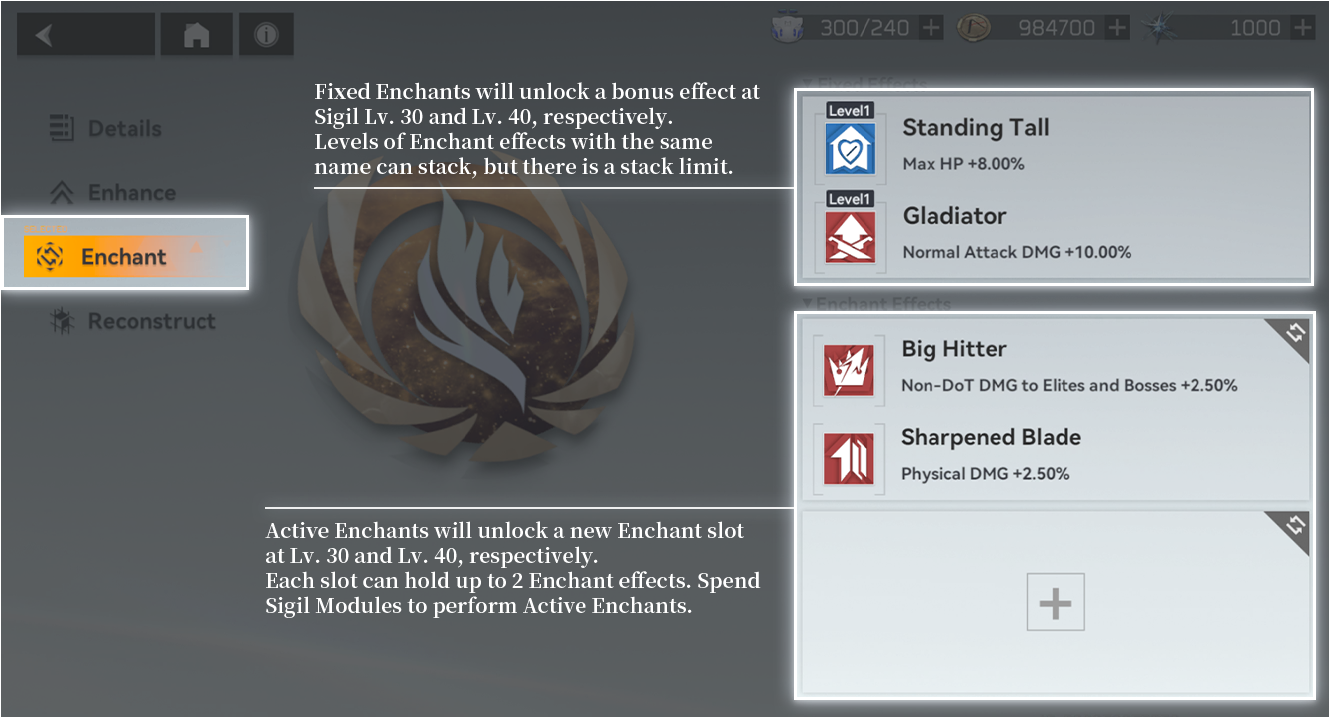 300/240
984700
1000
Fixed Enchants will unlock a bonus effect at
Sigil Lv. 30 and Lv. 40, respectively.
Levels of Enchant effects with the same
name can stack, but there is a stack limit.
Details
Enhance
Enchant
Reconstruct
Fixed Effects
Level1
Standing Tall
Max HP +8.00%
Level1
Gladiator
Normal Attack DMG +10.00%
Enchant Effects
Big Hitter
Non-DoT DMG to Elites and Bosses +2.50%
Sharpened Blade
Physical DMG +2.50%
Active Enchants will unlock a new Enchant slot
at Lv. 30 and Lv. 40, respectively.
Each slot can hold up to 2 Enchant effects. Spend
Sigil Modules to perform Active Enchants.